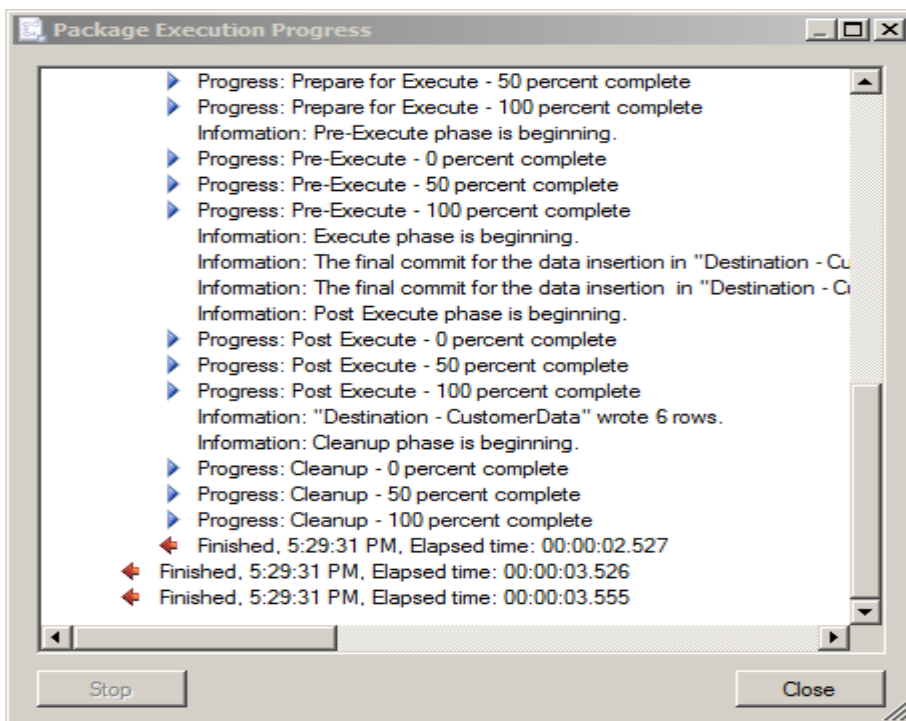 Package Execution Progress
Progress: Prepare for Execute - 50 percent complete
Progress: Prepare for Execute - 100 percent complete
Information: Pre-Execute phase is beginning.
Progress: Pre-Execute - 0 percent complete
Progress: Pre-Execute - 50 percent complete
Progress: Pre-Execute - 100 percent complete
Information: Execute phase is beginning.
Information: The final commit for the data insertion in "Destination - Cu
Information: The final commit for the data insertion  in "Destination - C
Information: Post Execute phase is beginning.
Progress: Post Execute - 0 percent complete
Progress: Post Execute - 50 percent complete
Progress: Post Execute - 100 percent complete
Information: "Destination - CustomerData" wrote 6 rows.
Information: Cleanup phase is beginning.
Progress: Cleanup - 0 percent complete
Progress: Cleanup - 50 percent complete
Progress: Cleanup - 100 percent complete
Finished, 5:29:31 PM, Elapsed time: 00:00:02.527
Finished, 5:29:31 PM, Elapsed time: 00:00:03.526
Finished, 5:29:31 PM, Elapsed time: 00:00:03.555
Stop
Close